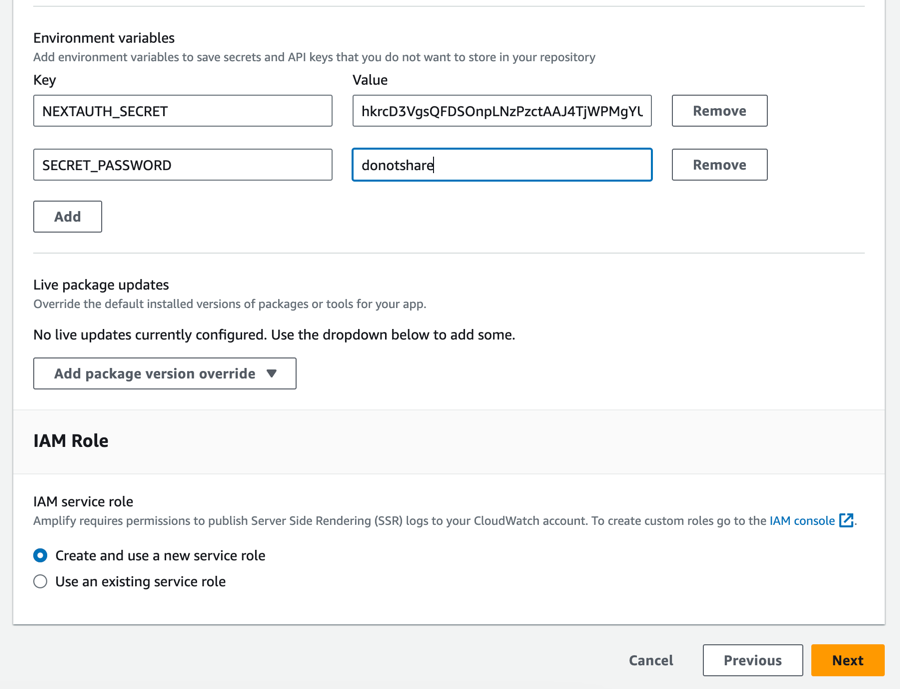 Environment variables
Add environment variables to save secrets and API keys that you do not want to store in your repository
Key Value
NEXTAUTH_SECRET hkrcD3VgsQFDSOnpLNzPzctAAJ4TjWPMgYU Remove
SECRET_PASSWORD donotshare Remove
Add
Live package updates
Override the default installed versions of packages or tools for your app.
No live updates currently configured. Use the dropdown below to add some.
Add package version override ▼
IAM Role
IAM service role
Amplify requires permissions to publish Server Side Rendering (SSR) logs to your CloudWatch account. To create custom roles go to the IAM console.
Create and use a new service role
Use an existing service role
Cancel Previous Next